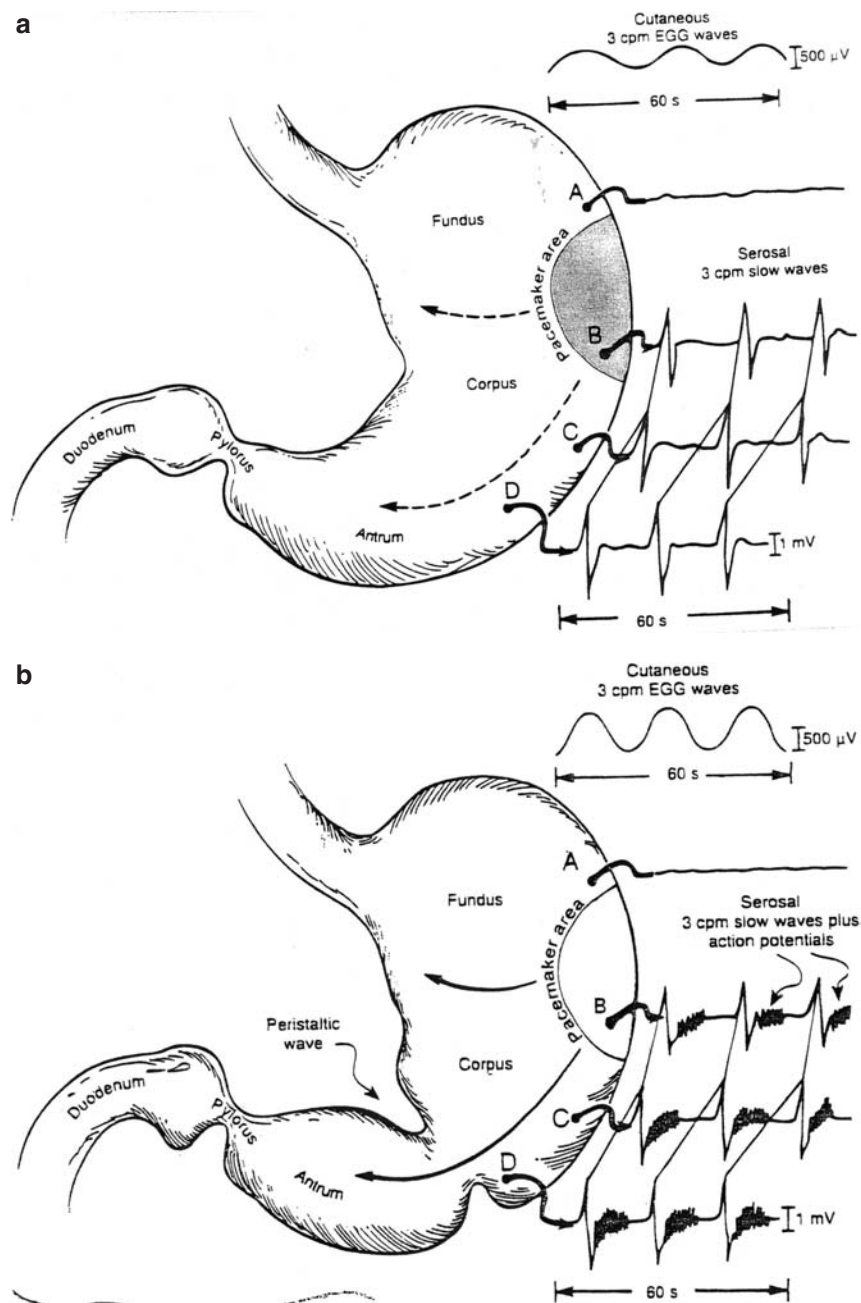 a
Cutaneous
3 cpm EGG waves
500 µV
60 s
A
Fundus
Pacemaker area
Serosal
3 cpm slow waves
B
Corpus
Duodenum
Pylorus
C
D
Antrum
1 mV
60 s
b
Cutaneous
3 cpm EGG waves
500 µV
60 s
A
Fundus
Pacemaker area
Serosal
3 cpm slow waves plus
action potentials
B
Peristaltic
wave
Corpus
Duodenum
Pylorus
C
D
Antrum
1 mV
60 s